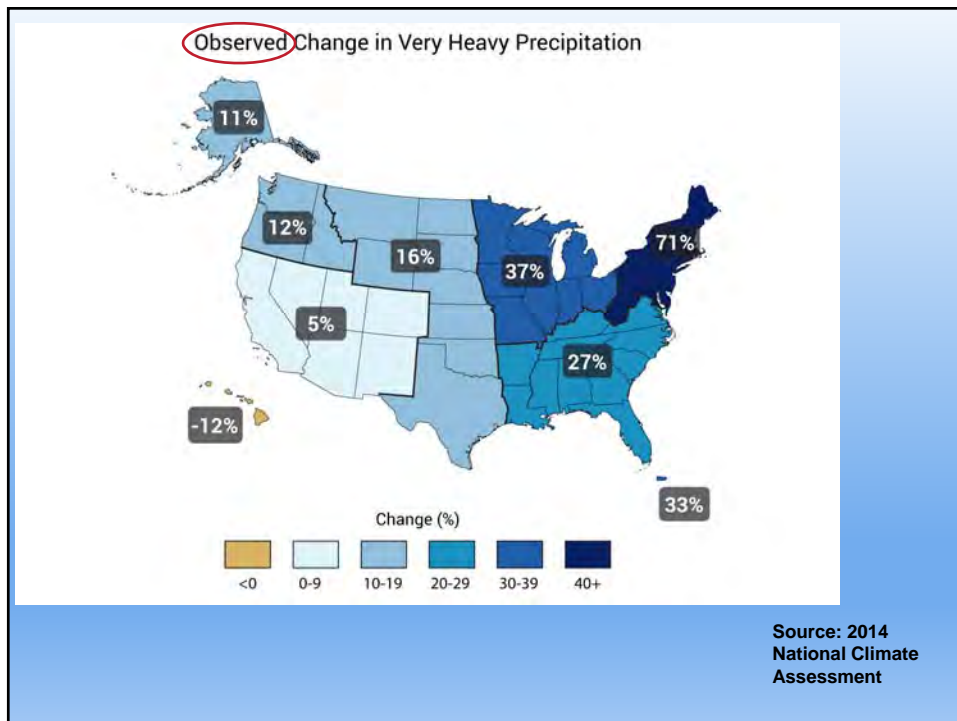 Observed Change in Very Heavy Precipitation
11%
12%
16%
37%
71%
5%
27%
-12%
33%
Change (%)
<0 0-9 10-19 20-29 30-39 40+
Source: 2014
National Climate
Assessment